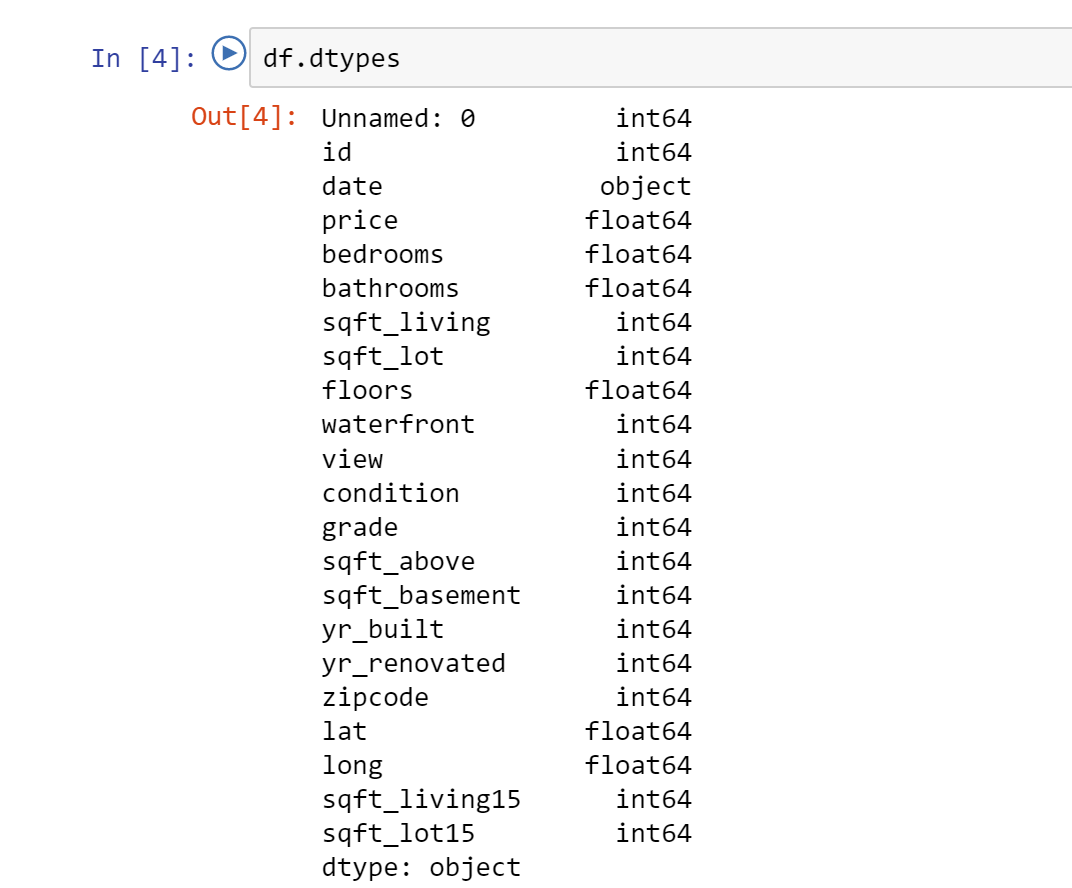 In [4]: df.dtypes
Out[4]: Unnamed: 0 int64
id int64
date object
price float64
bedrooms float64
bathrooms float64
sqft_living int64
sqft_lot int64
floors float64
waterfront int64
view int64
condition int64
grade int64
sqft_above int64
sqft_basement int64
yr_built int64
yr_renovated int64
zipcode int64
lat float64
long float64
sqft_living15 int64
sqft_lot15 int64
dtype: object